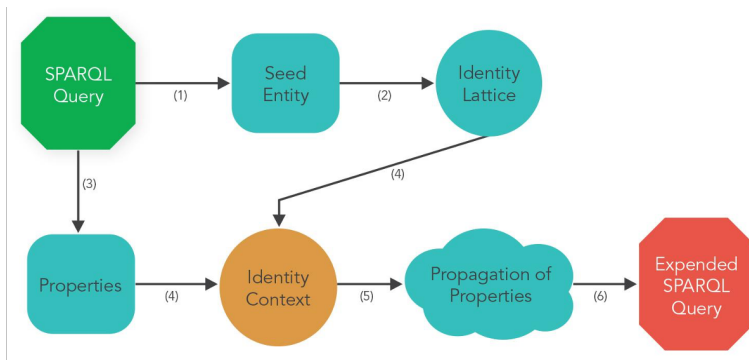 SPARQL
Query
(1)
Seed
Entity
(2)
Identity
Lattice
(3)
(4)
Properties
(4)
Identity
Context
(5)
Propagation of
Properties
(6)
Expended
SPARQL
Query